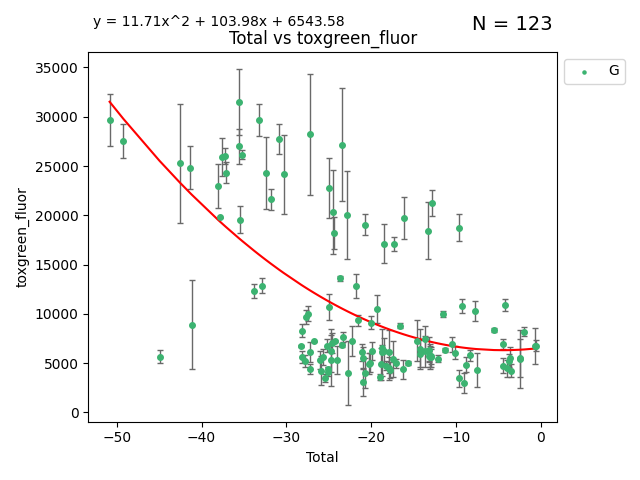 y = 11.71x^2 + 103.98x + 6543.58
N = 123
Total vs toxgreen_fluor
G
35000
30000
25000
20000
15000
10000
5000
0
toxgreen_fluor
−50
−40
−30
−20
−10
0
Total